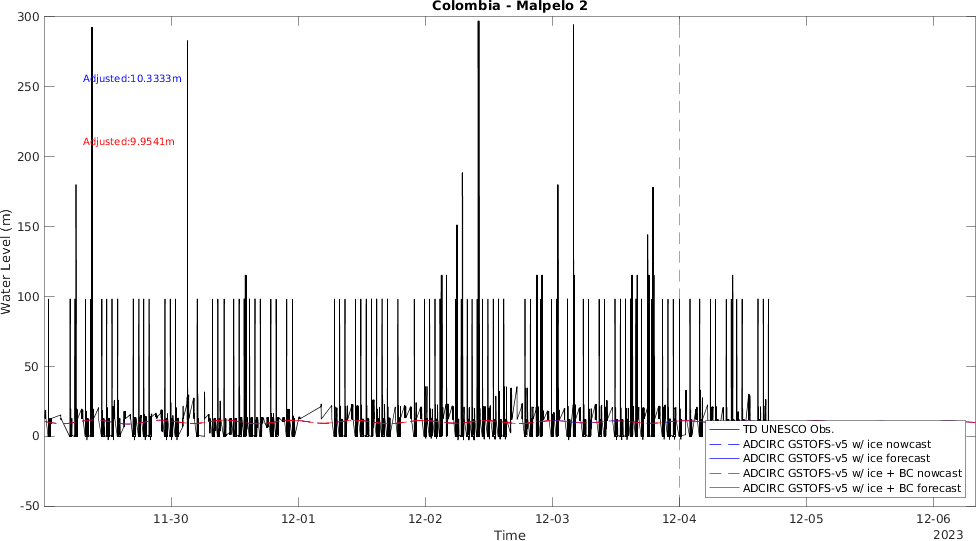 Colombia - Malpelo 2
300
250
200
150
100
50
0
-50
Water Level (m)
Adjusted:10.3333m
Adjusted:9.9541m
TD UNESCO Obs.
ADCIRC GSTOFS-v5 w/ ice nowcast
ADCIRC GSTOFS-v5 w/ ice forecast
ADCIRC GSTOFS-v5 w/ ice + BC nowcast
ADCIRC GSTOFS-v5 w/ ice + BC forecast
11-30 12-01 12-02 12-03 12-04 12-05 12-06
Time
2023